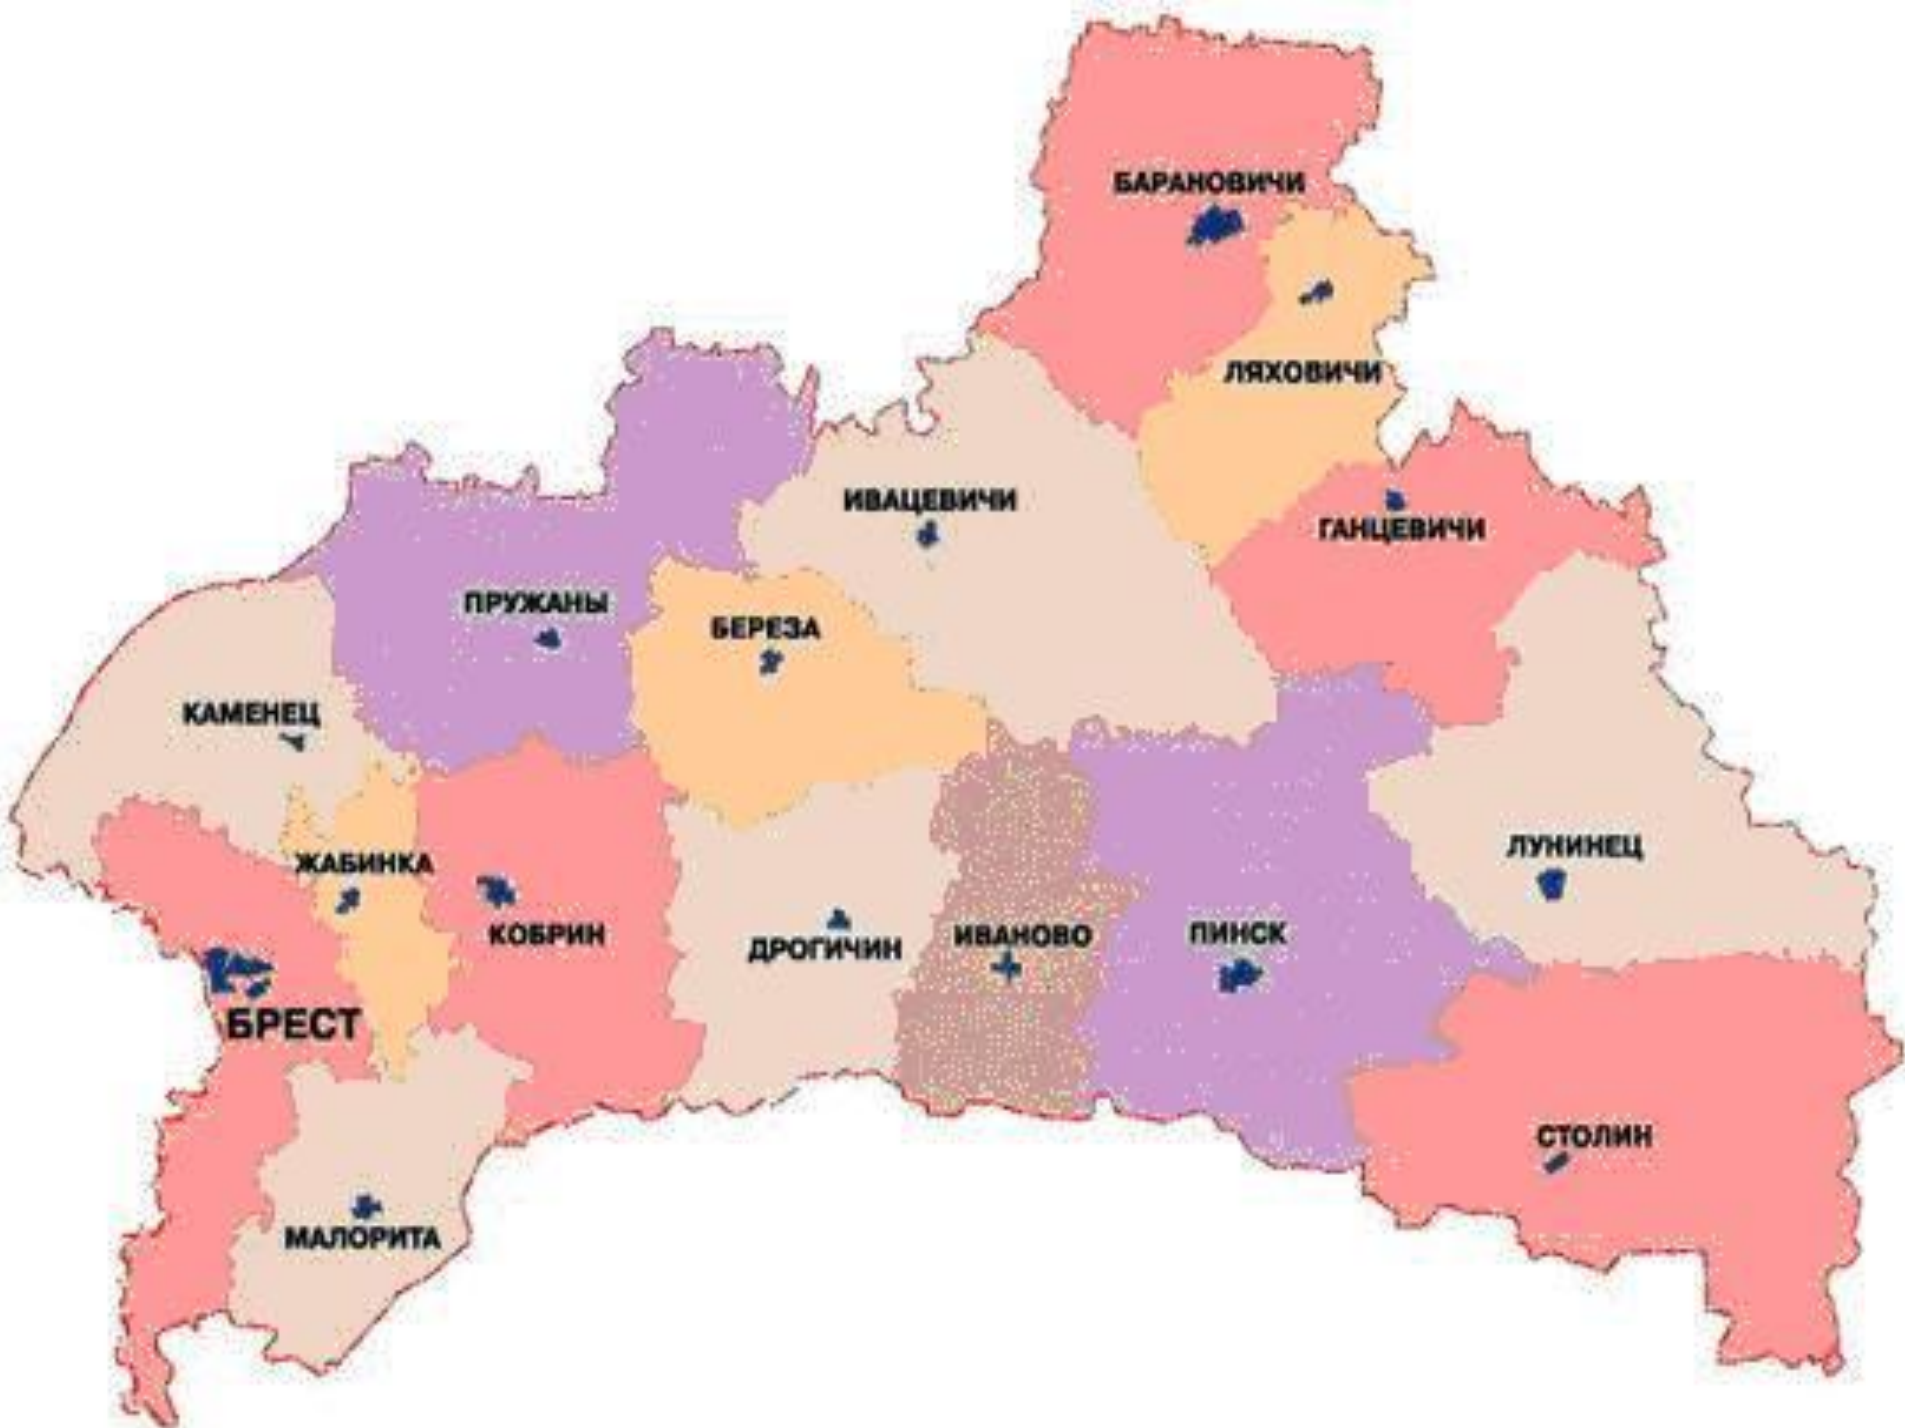 БАРАНОВИЧИ
ЛЯХОВИЧИ
ИВАЦЕВИЧИ
ГАНЦЕВИЧИ
ПРУЖАНЫ
БЕРЕЗА
КАМЕНЕЦ
ЛУНИНЕЦ
ЖАБИНКА
КОБРИН
ДРОГИЧИН
ИВАНОВО
ПИНСК
БРЕСТ
СТОЛИН
МАЛОРИТА